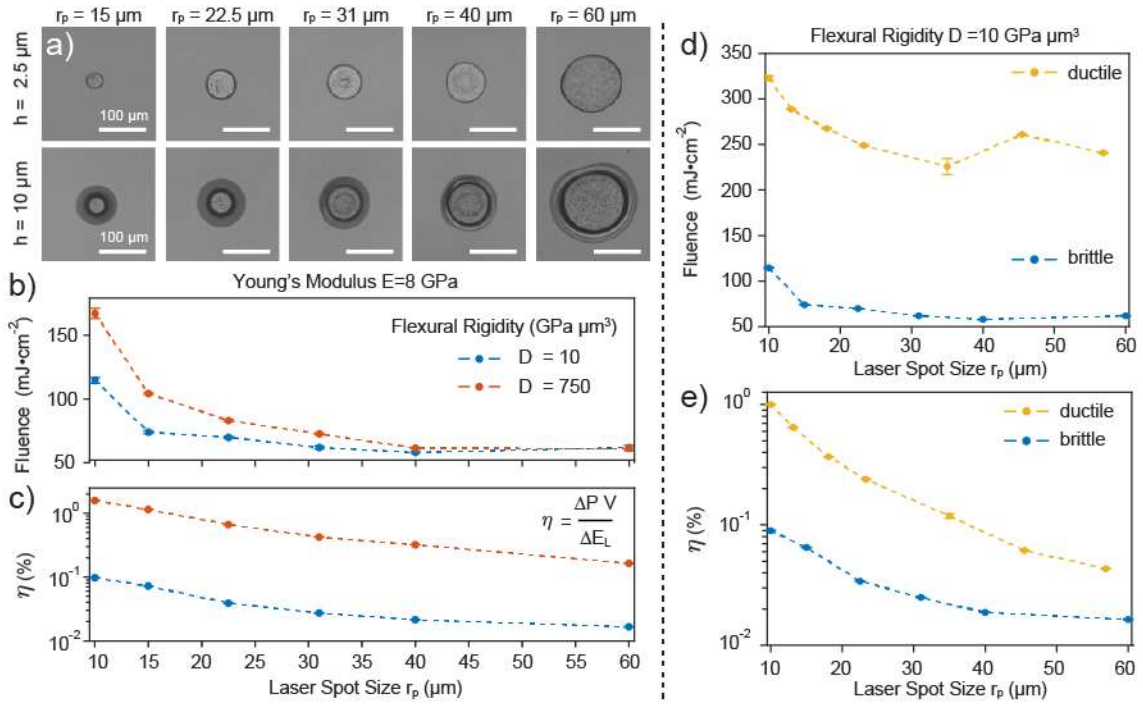 rₚ = 15 µm rₚ = 22.5 µm rₚ = 31 µm rₚ = 40 µm rₚ = 60 µm
a)
h = 2.5 µm
100 µm
h = 10 µm
100 µm
b)
Young's Modulus E=8 GPa
Fluence (mJ•cm⁻²)
150
100
50
Flexural Rigidity (GPa µm³)
D = 10
D = 750
c)
η (%)
10⁰
10⁻¹
10⁻²
η = ΔP V
ΔE_L
10 15 20 25 30 35 40 45 50 55 60
Laser Spot Size rₚ (µm)
d)
Flexural Rigidity D =10 GPa µm³
Fluence (mJ•cm⁻²)
350
300
250
200
150
100
50
ductile
brittle
10 20 30 40 50 60
Laser Spot Size rₚ (µm)
e)
η (%)
10⁰
10⁻¹
10⁻²
ductile
brittle
10 20 30 40 50 60
Laser Spot Size rₚ (µm)